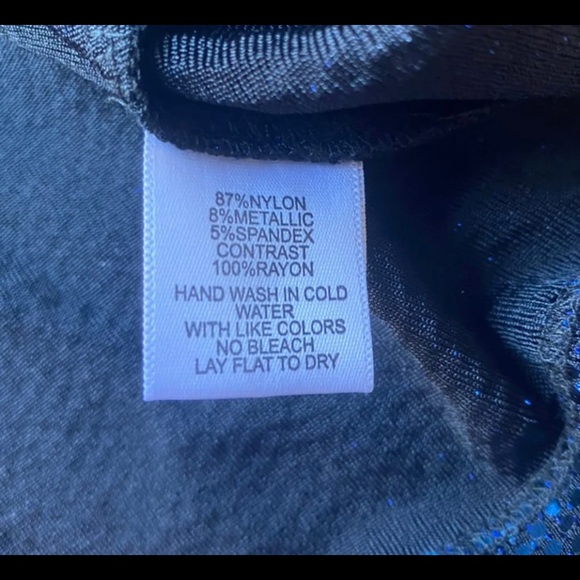 87%NYLON
8%METALLIC
5%SPANDEX
CONTRAST
100%RAYON
HAND WASH IN COLD
WATER
WITH LIKE COLORS
NO BLEACH
LAY FLAT TO DRY